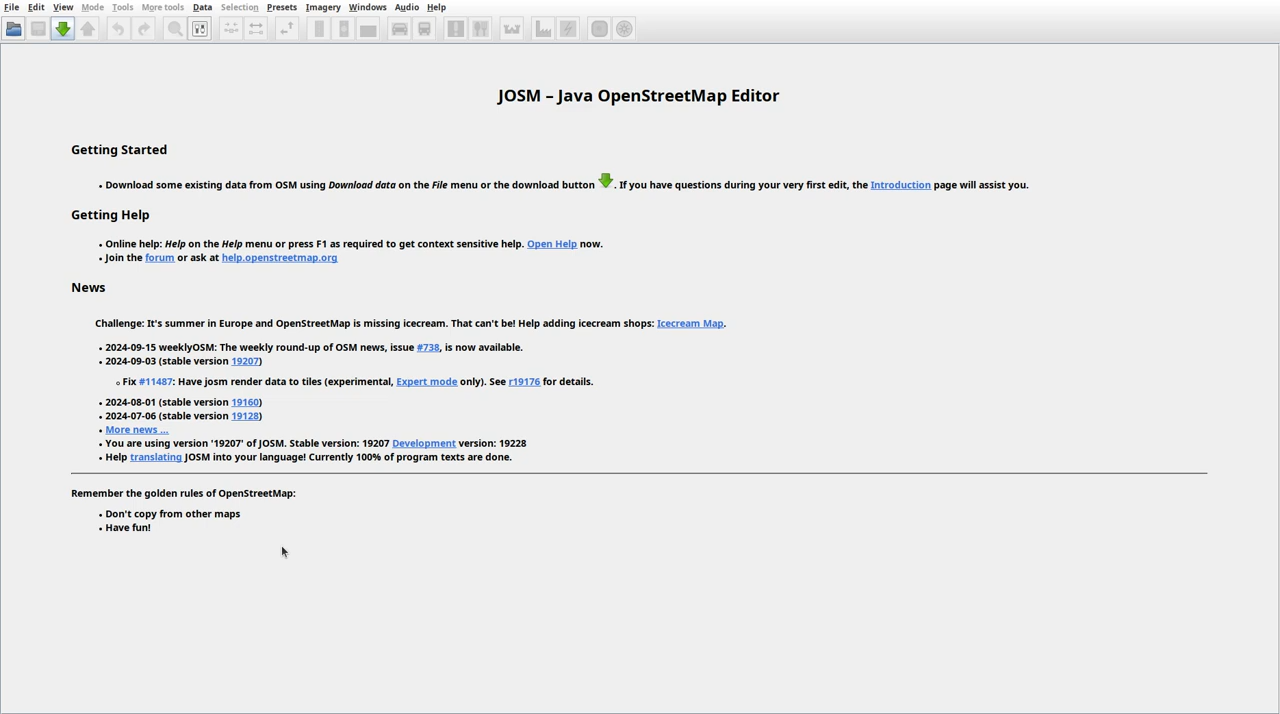 File Edit View Mode Tools More tools Data Selection Presets Imagery Windows Audio Help
JOSM – Java OpenStreetMap Editor
Getting Started
• Download some existing data from OSM using Download data on the File menu or the download button . If you have questions during your very first edit, the Introduction page will assist you.
Getting Help
• Online help: Help on the Help menu or press F1 as required to get context sensitive help. Open Help now.
• Join the forum or ask at help.openstreetmap.org
News
Challenge: It's summer in Europe and OpenStreetMap is missing icecream. That can't be! Help adding icecream shops: Icecream Map.
• 2024-09-15 weeklyOSM: The weekly round-up of OSM news, issue #738, is now available.
• 2024-09-03 (stable version 19207)
◦ Fix #11487: Have josm render data to tiles (experimental, Expert mode only). See r19176 for details.
• 2024-08-01 (stable version 19160)
• 2024-07-06 (stable version 19128)
• More news ...
• You are using version '19207' of JOSM. Stable version: 19207 Development version: 19228
• Help translating JOSM into your language! Currently 100% of program texts are done.
Remember the golden rules of OpenStreetMap:
• Don't copy from other maps
• Have fun!